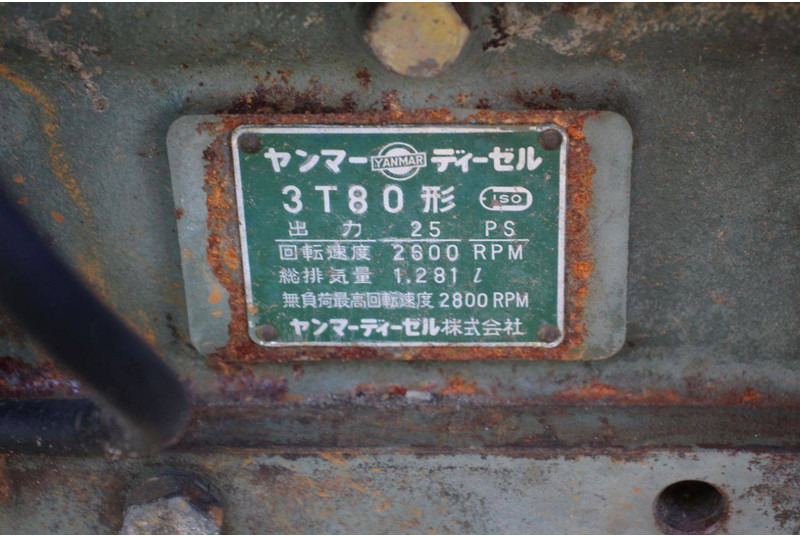 ヤンマー YANMAR ディーゼル
3T80形 ISO
出力 25 PS
回転速度 2600 RPM
総排気量 1.281 l
無負荷最高回転速度 2800 RPM
ヤンマーディーゼル株式会社